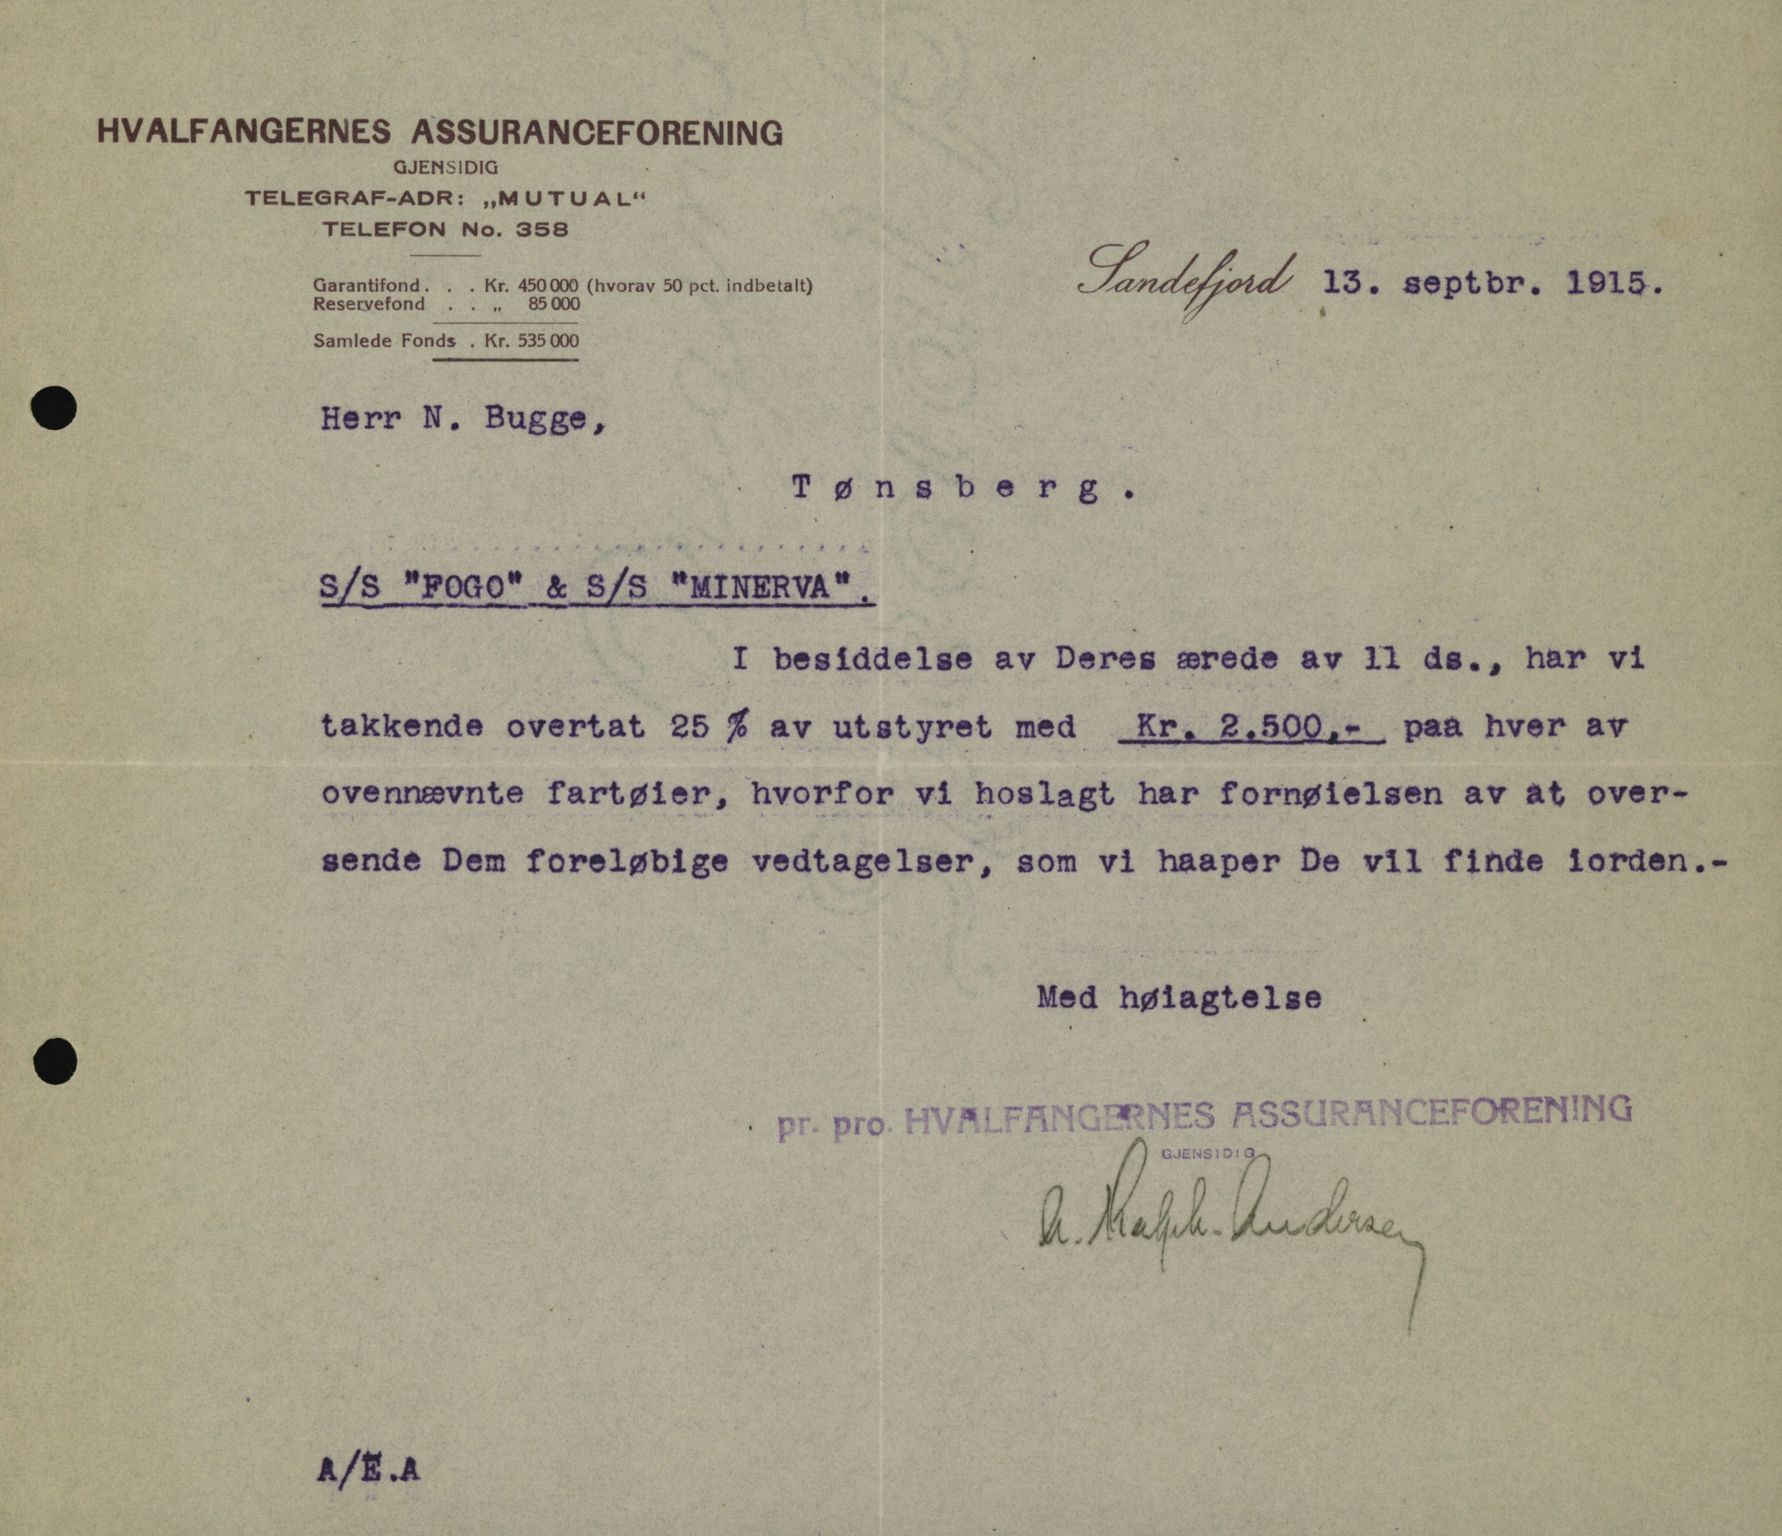 HVALFANGERNES ASSURANCEFORENING
GJENSIDIG
TELEGRAF-ADR: „MUTUAL“
TELEFON No. 358
Garantifond . . . Kr. 450 000 (hvorav 50 pct. indbetalt)
Reservefond . . „ 85 000
Samlede Fonds . Kr. 535 000
Sandefjord 13. septbr. 1915.
Herr N. Bugge,
Tønsberg.
S/S "FOGO" & S/S "MINERVA".
I besiddelse av Deres ærede av 11 ds., har vi
takkende overtat 25 % av utstyret med Kr. 2.500,- paa hver av
ovennævnte fartøier, hvorfor vi hoslagt har fornøielsen av at over-
sende Dem foreløbige vedtagelser, som vi haaper De vil finde iorden.-
Med høiagtelse
pr. pro. HVALFANGERNES ASSURANCEFORENING
GJENSIDIG
A. Ralph. Andersen
A/E.A